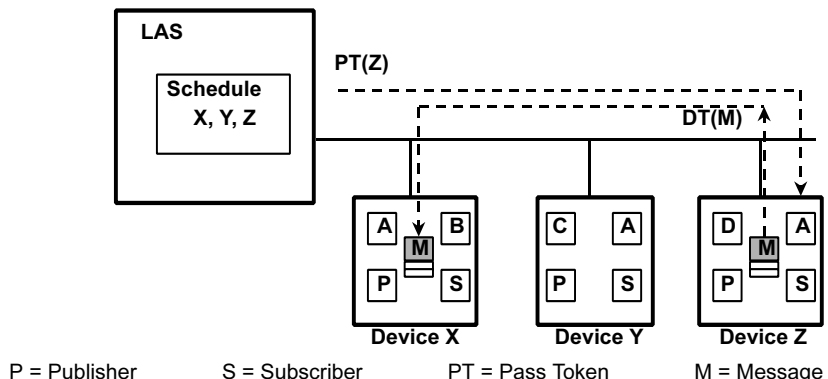 LAS
PT(Z)
Schedule
X, Y, Z
DT(M)
A B C A D A
M M
P S P S P S
Device X Device Y Device Z
P = Publisher S = Subscriber PT = Pass Token M = Message